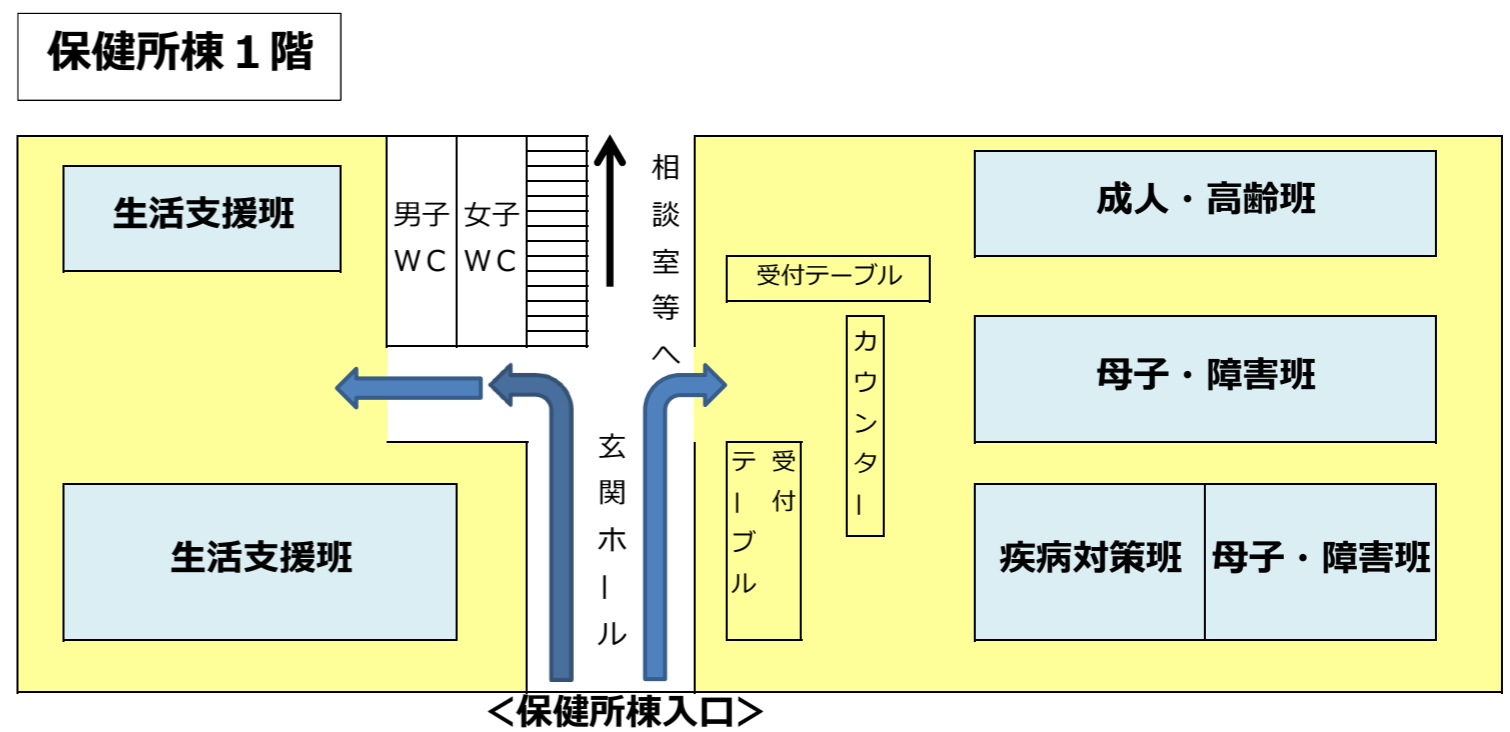 保健所棟１階
生活支援班
男子
ＷＣ
女子
ＷＣ
相談室等へ
成人・高齢班
受付テーブル
カウンター
母子・障害班
玄関ホール
受付
テーブル
生活支援班
疾病対策班
母子・障害班
＜保健所棟入口＞